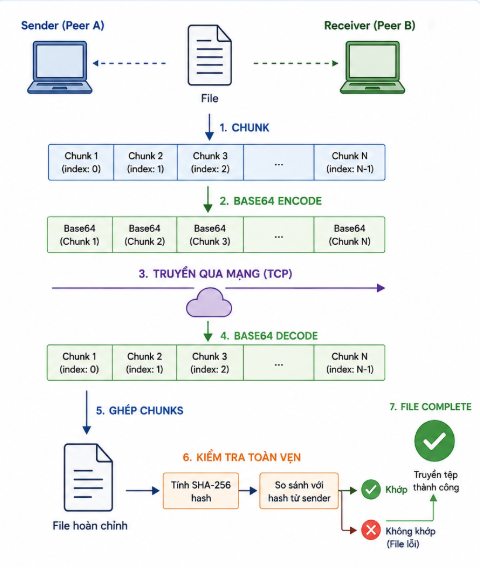 Sender (Peer A)
Receiver (Peer B)
File
1. CHUNK
Chunk 1 Chunk 2 Chunk 3 ... Chunk N
(index: 0) (index: 1) (index: 2) (index: N-1)
2. BASE64 ENCODE
Base64 Base64 Base64 ... Base64
(Chunk 1) (Chunk 2) (Chunk 3) (Chunk N)
3. TRUYỀN QUA MẠNG (TCP)
4. BASE64 DECODE
Chunk 1 Chunk 2 Chunk 3 ... Chunk N
(index: 0) (index: 1) (index: 2) (index: N-1)
5. GHÉP CHUNKS
File hoàn chỉnh
6. KIỂM TRA TOÀN VẸN
Tính SHA-256
hash
So sánh với
hash từ sender
Khớp
Không khớp
(File lỗi)
7. FILE COMPLETE
Truyền tệp
thành công